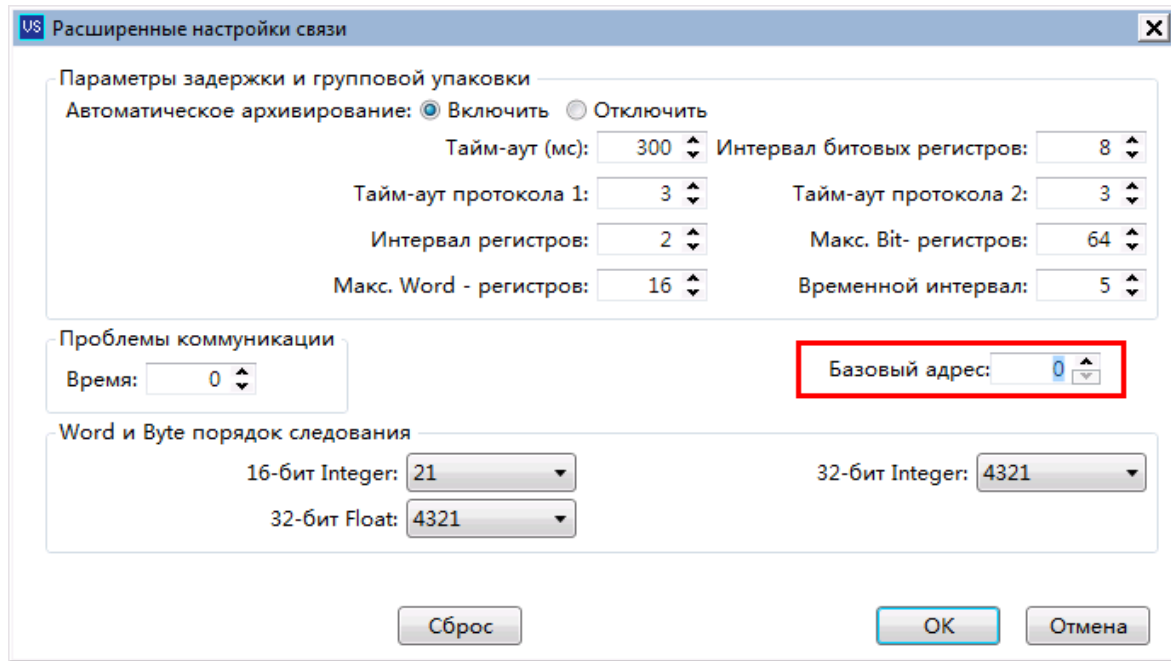 VS Расширенные настройки связи
Параметры задержки и групповой упаковки
Автоматическое архивирование: Включить Отключить
Тайм-аут (мс): 300 Интервал битовых регистров: 8
Тайм-аут протокола 1: 3 Тайм-аут протокола 2: 3
Интервал регистров: 2 Макс. Bit- регистров: 64
Макс. Word - регистров: 16 Временной интервал: 5
Проблемы коммуникации
Время: 0 Базовый адрес: 0
Word и Byte порядок следования
16-бит Integer: 21 32-бит Integer: 4321
32-бит Float: 4321
Сброс OK Отмена